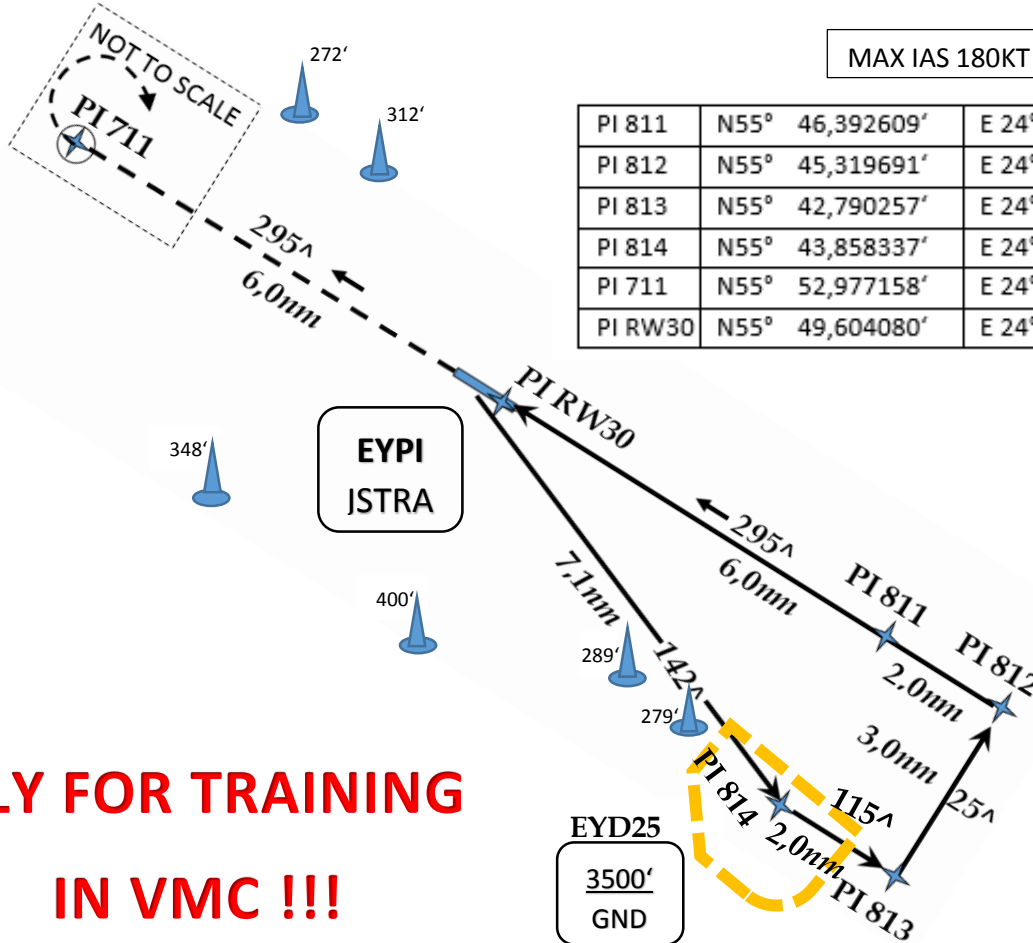 NOT TO SCALE
PI 711
272‘
312‘
MAX IAS 180KT
PI 811 N55° 46,392609‘ E 24°
PI 812 N55° 45,319691‘ E 24°
PI 813 N55° 42,790257‘ E 24°
PI 814 N55° 43,858337‘ E 24°
PI 711 N55° 52,977158‘ E 24°
PI RW30 N55° 49,604080‘ E 24°
295^
6,0nm
PI RW30
EYPI
JSTRA
348‘
400‘
7,1nm
142^
295^
6,0nm
PI 811
2,0nm
PI 812
3,0nm
25^
289‘
279‘
PI 814
115^
2,0nm
PI 813
EYD25
3500‘
GND
LY FOR TRAINING
IN VMC !!!